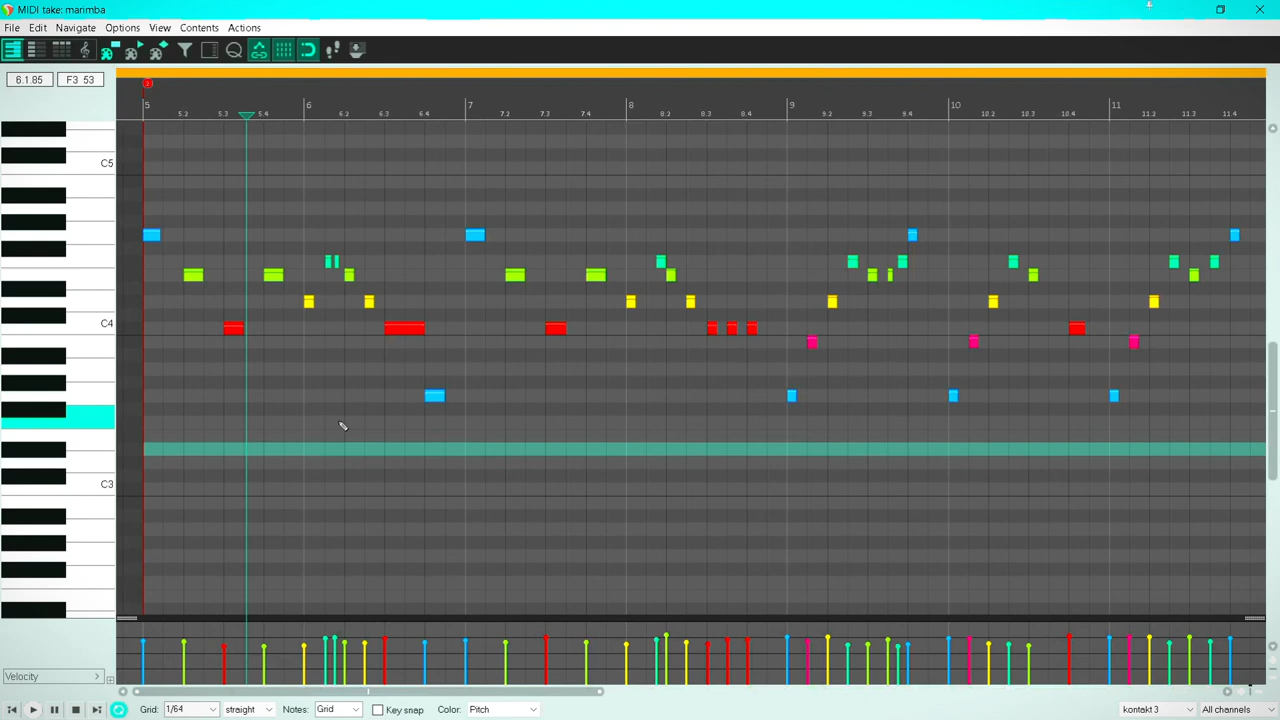 MIDI take: marimba
File Edit Navigate Options View Contents Actions
6.1.85 F3 53
5 6 7 8 9 10 11
5.3 5.4 6.2 6.3 6.4 7.2 7.3 7.4 8.2 8.3 8.4 9.2 9.3 9.4 10.2 10.3 10.4 11.2 11.3 11.4
C5
C4
C3
Velocity >
Grid: 1/64 straight Notes: Grid Key snap Color: Pitch kontakt 3 All channels